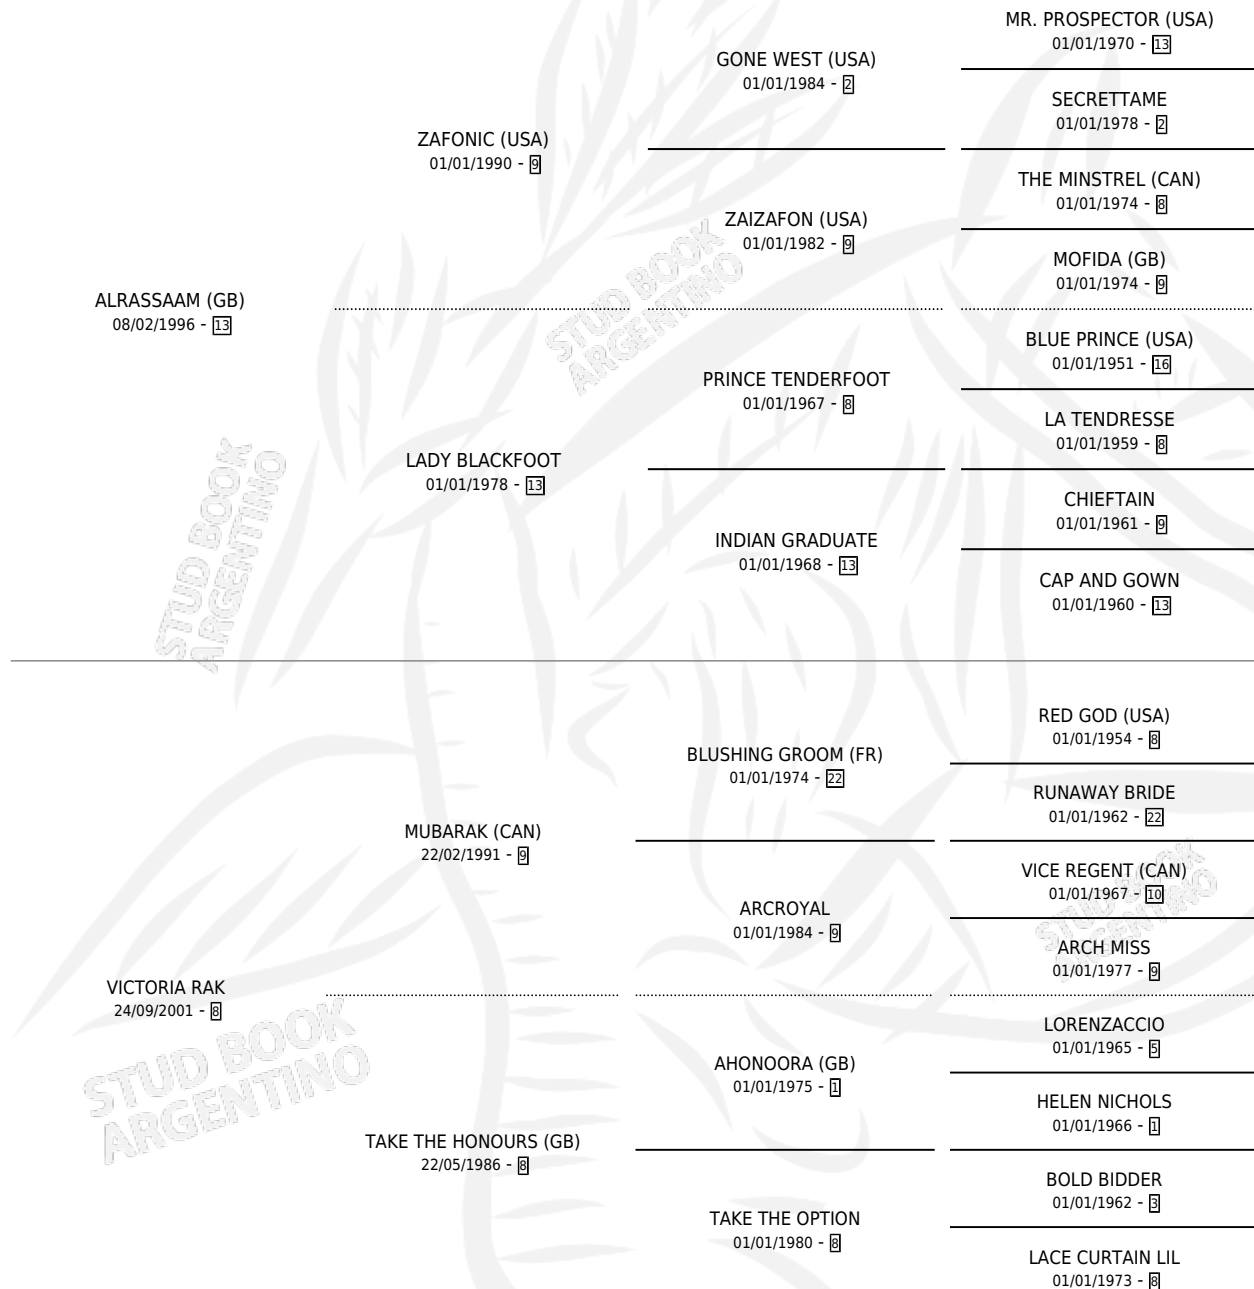 MR. PROSPECTOR (USA)
01/01/1970 - 13
GONE WEST (USA)
01/01/1984 - 2
SECRETTAME
01/01/1978 - 2
ZAFONIC (USA)
01/01/1990 - 9
THE MINSTREL (CAN)
01/01/1974 - 8
ZAIZAFON (USA)
01/01/1982 - 9
MOFIDA (GB)
01/01/1974 - 9
STUD BOOK
ARGENTINO
ALRASSAAM (GB)
08/02/1996 - 13
BLUE PRINCE (USA)
01/01/1951 - 16
PRINCE TENDERFOOT
01/01/1967 - 8
LA TENDRESSE
01/01/1959 - 8
LADY BLACKFOOT
01/01/1978 - 13
CHIEFTAIN
01/01/1961 - 9
INDIAN GRADUATE
01/01/1968 - 13
CAP AND GOWN
01/01/1960 - 13
STUD BOOK
ARGENTINO
RED GOD (USA)
01/01/1954 - 8
BLUSHING GROOM (FR)
01/01/1974 - 22
RUNAWAY BRIDE
01/01/1962 - 22
MUBARAK (CAN)
22/02/1991 - 9
VICE REGENT (CAN)
01/01/1967 - 10
ARCROYAL
01/01/1984 - 9
ARCH MISS
01/01/1977 - 9
STUD BOOK
ARGENTINO
VICTORIA RAK
24/09/2001 - 8
LORENZACCIO
01/01/1965 - 5
AHONOORA (GB)
01/01/1975 - 1
HELEN NICHOLS
01/01/1966 - 1
STUD BOOK
ARGENTINO
TAKE THE HONOURS (GB)
22/05/1986 - 8
BOLD BIDDER
01/01/1962 - 3
TAKE THE OPTION
01/01/1980 - 8
LACE CURTAIN LIL
01/01/1973 - 8